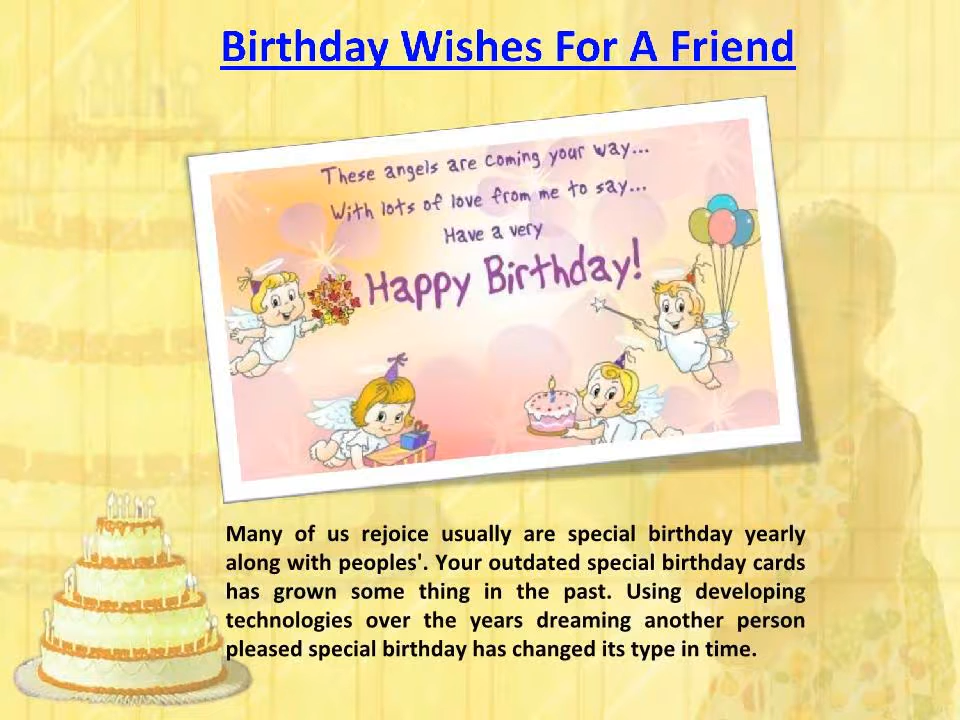 Birthday Wishes For A Friend
These angels are coming your way...
With lots of love from me to say...
Have a very
Happy Birthday!
Many of us rejoice usually are special birthday yearly
along with peoples'. Your outdated special birthday cards
has grown some thing in the past. Using developing
technologies over the years dreaming another person
pleased special birthday has changed its type in time.